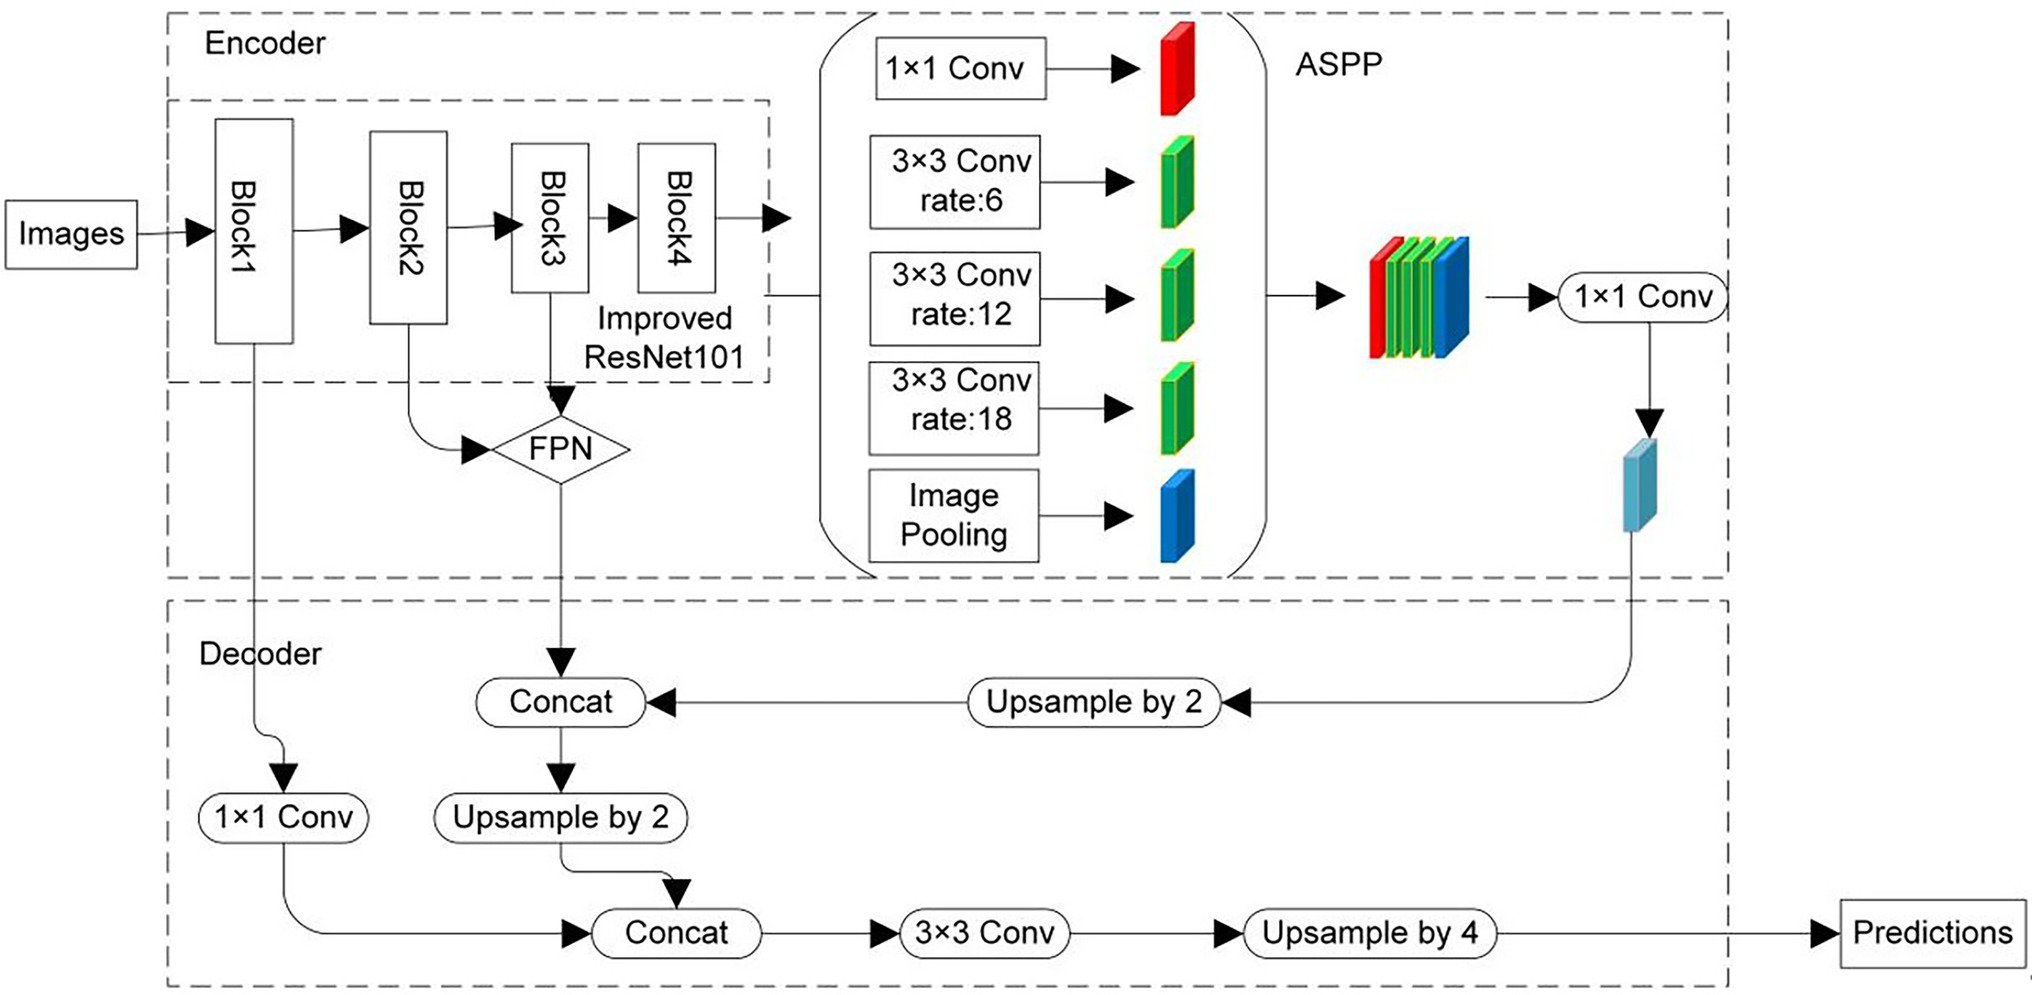 Encoder
ASPP
1×1 Conv
Images
Block1
Block2
Block3
Block4
Improved
ResNet101
3×3 Conv
rate:6
3×3 Conv
rate:12
3×3 Conv
rate:18
Image
Pooling
1×1 Conv
FPN
Decoder
Concat
Upsample by 2
1×1 Conv
Upsample by 2
Concat
3×3 Conv
Upsample by 4
Predictions